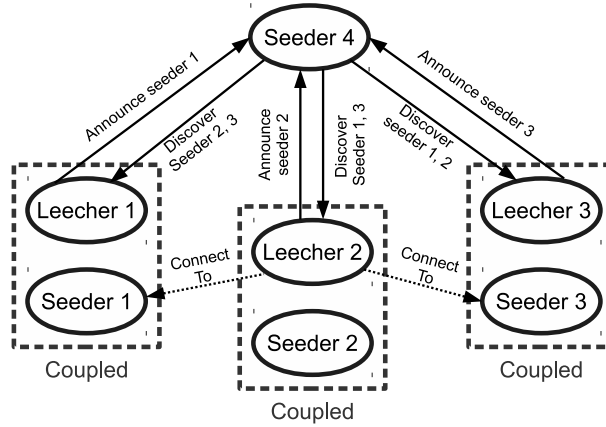 Seeder 4
Announce seeder 1
Discover
Seeder 2, 3
Announce
seeder 2
Discover
Seeder 1, 3
Discover
seeder 1, 2
Announce seeder 3
Leecher 1
Seeder 1
Coupled
Connect
To
Leecher 2
Seeder 2
Coupled
Connect
To
Leecher 3
Seeder 3
Coupled